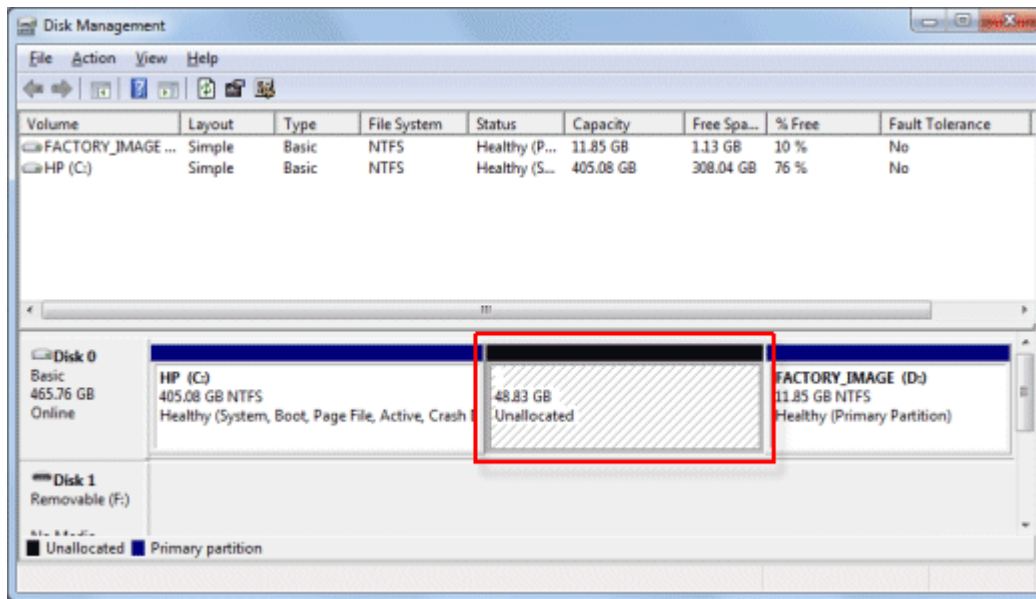 Disk Management
File Action View Help
Volume Layout Type File System Status Capacity Free Spa... % Free Fault Tolerance
FACTORY_IMAGE ... Simple Basic NTFS Healthy (P... 11.85 GB 1.13 GB 10 % No
HP (C:) Simple Basic NTFS Healthy (S... 405.08 GB 308.04 GB 76 % No
Disk 0
Basic
465.76 GB
Online
HP (C:)
405.08 GB NTFS
Healthy (System, Boot, Page File, Active, Crash
48.83 GB
Unallocated
FACTORY_IMAGE (D:)
11.85 GB NTFS
Healthy (Primary Partition)
Disk 1
Removable (F:)
No Media
Unallocated Primary partition